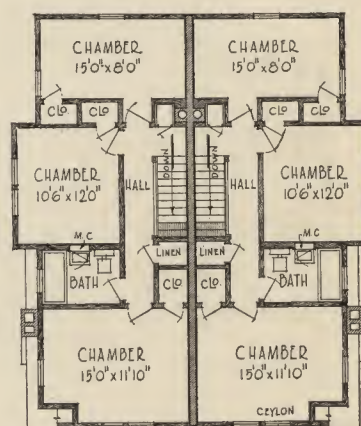 CHAMBER
15'0"x8'0"
CHAMBER
15'0"x8'0"
CLO.
CLO.
CLO
CLO
CHAMBER
10'6"x12'0"
HALL
DOWN
DOWN
HALL
CHAMBER
10'6"x12'0"
M.C
LINEN
LINEN
M.C
BATH
BATH
CLO
CLO.
CHAMBER
15'0"x11'10"
CHAMBER
15'0"x11'10"
CEYLON